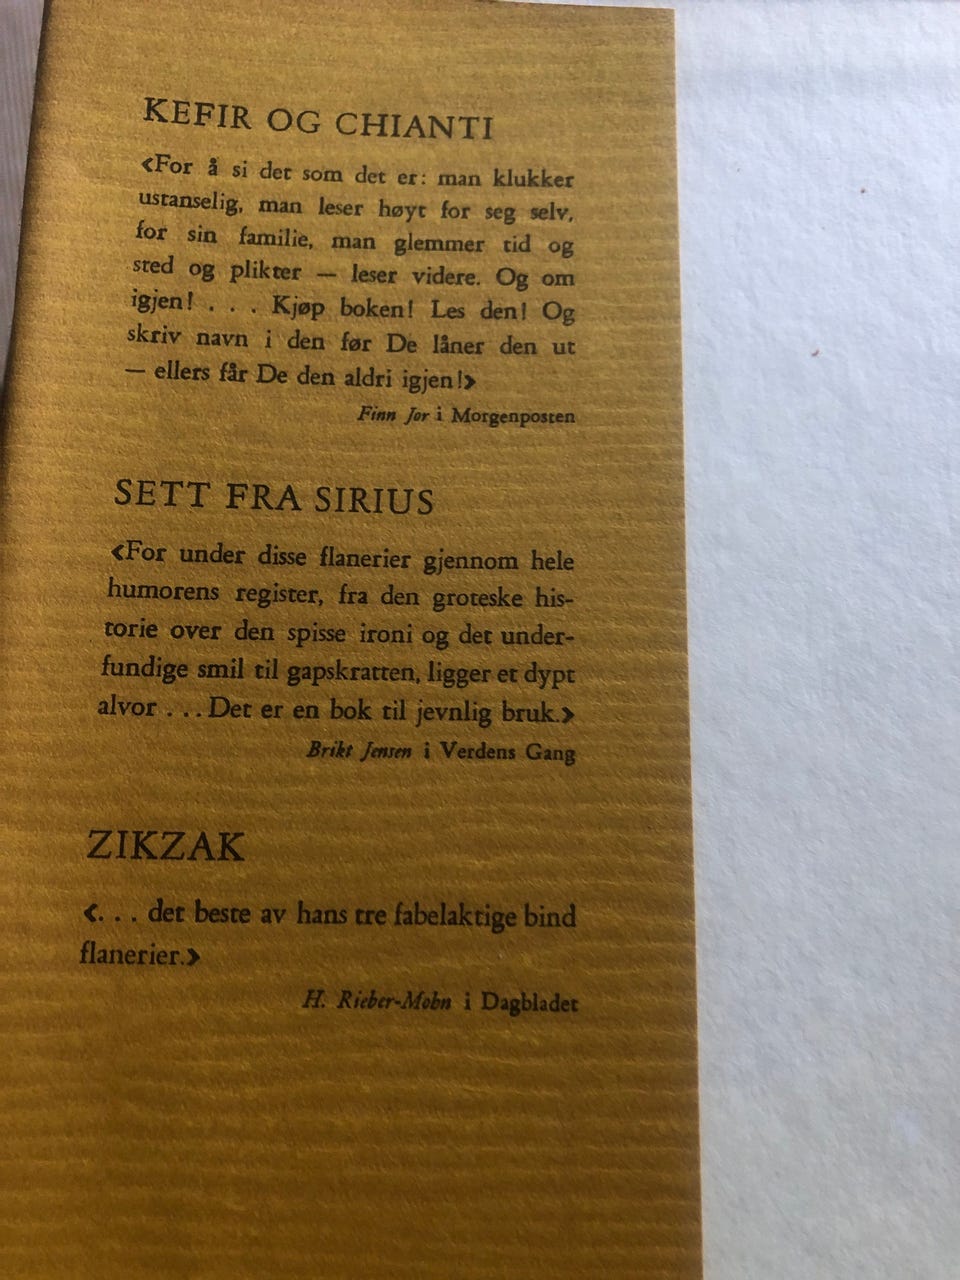 KEFIR OG CHIANTI
‹For å si det som det er: man klukker
ustanselig, man leser høyt for seg selv,
for sin familie, man glemmer tid og
sted og plikter — leser videre. Og om
igjen! . . . Kjøp boken! Les den! Og
skriv navn i den før De låner den ut
— ellers får De den aldri igjen!›
Finn Jor i Morgenposten
SETT FRA SIRIUS
‹For under disse flanerier gjennom hele
humorens register, fra den groteske his-
torie over den spisse ironi og det under-
fundige smil til gapskratten, ligger et dypt
alvor . . . Det er en bok til jevnlig bruk.›
Brikt Jensen i Verdens Gang
ZIKZAK
‹. . . det beste av hans tre fabelaktige bind
flanerier.›
H. Rieber-Mohn i Dagbladet